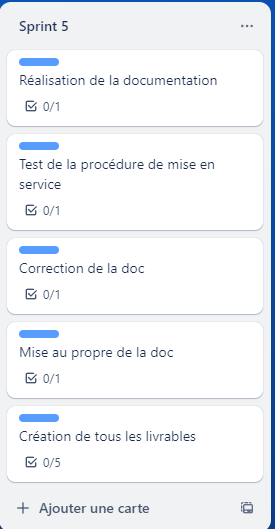 Sprint 5
Réalisation de la documentation
0/1
Test de la procédure de mise en
service
0/1
Correction de la doc
0/1
Mise au propre de la doc
0/1
Création de tous les livrables
0/5
Ajouter une carte